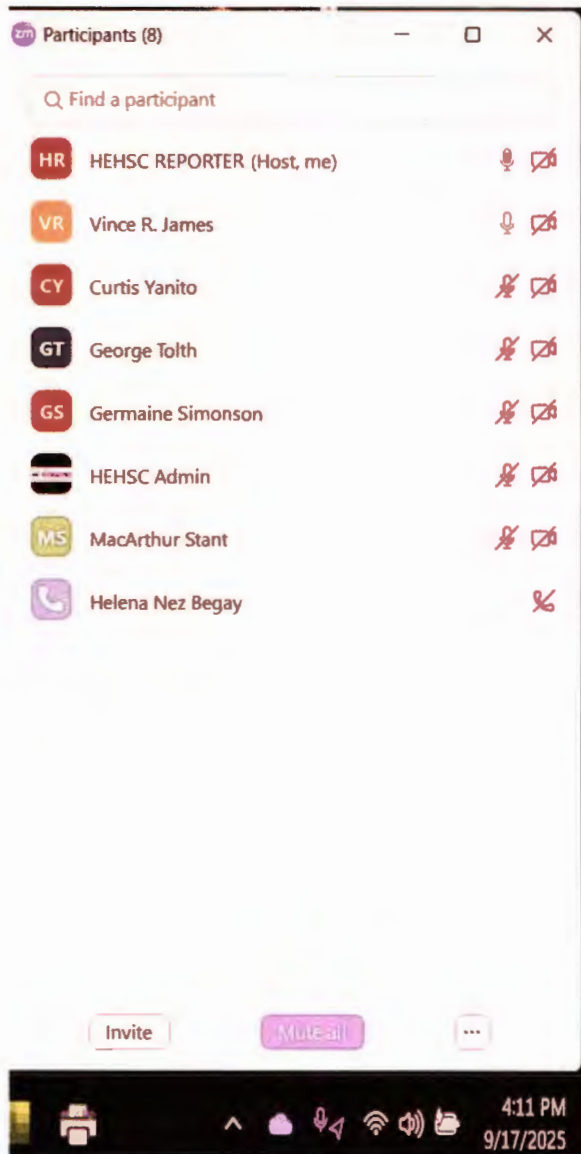 zm Participants (8)
Find a participant
HR HEHSC REPORTER (Host, me)
VR Vince R. James
CY Curtis Yanito
GT George Tolth
GS Germaine Simonson
HEHSC Admin
MS MacArthur Stant
Helena Nez Begay
Invite Mute all ...
4:11 PM
9/17/2025